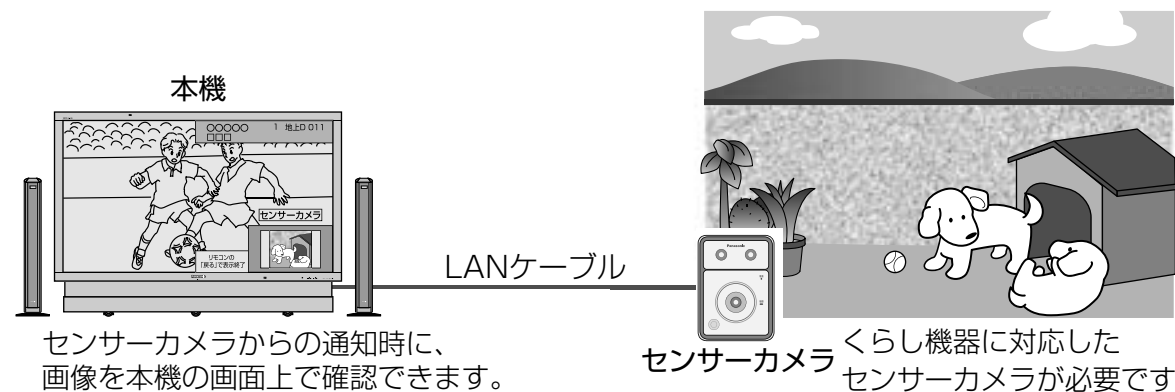 本機
○○○○○ 1 地上D 011
□□□
センサーカメラ
リモコンの
「戻る」で表示終了
LANケーブル
Panasonic
センサーカメラからの通知時に、
画像を本機の画面上で確認できます。
センサーカメラ
くらし機器に対応した
センサーカメラが必要です